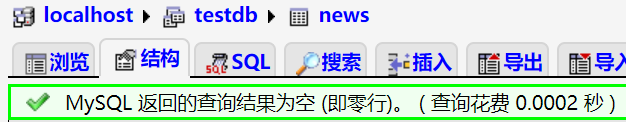 localhost ▸ testdb ▸ news
浏览 结构 SQL 搜索 插入 导出 导入
MySQL 返回的查询结果为空 (即零行)。 ( 查询花费 0.0002 秒 )